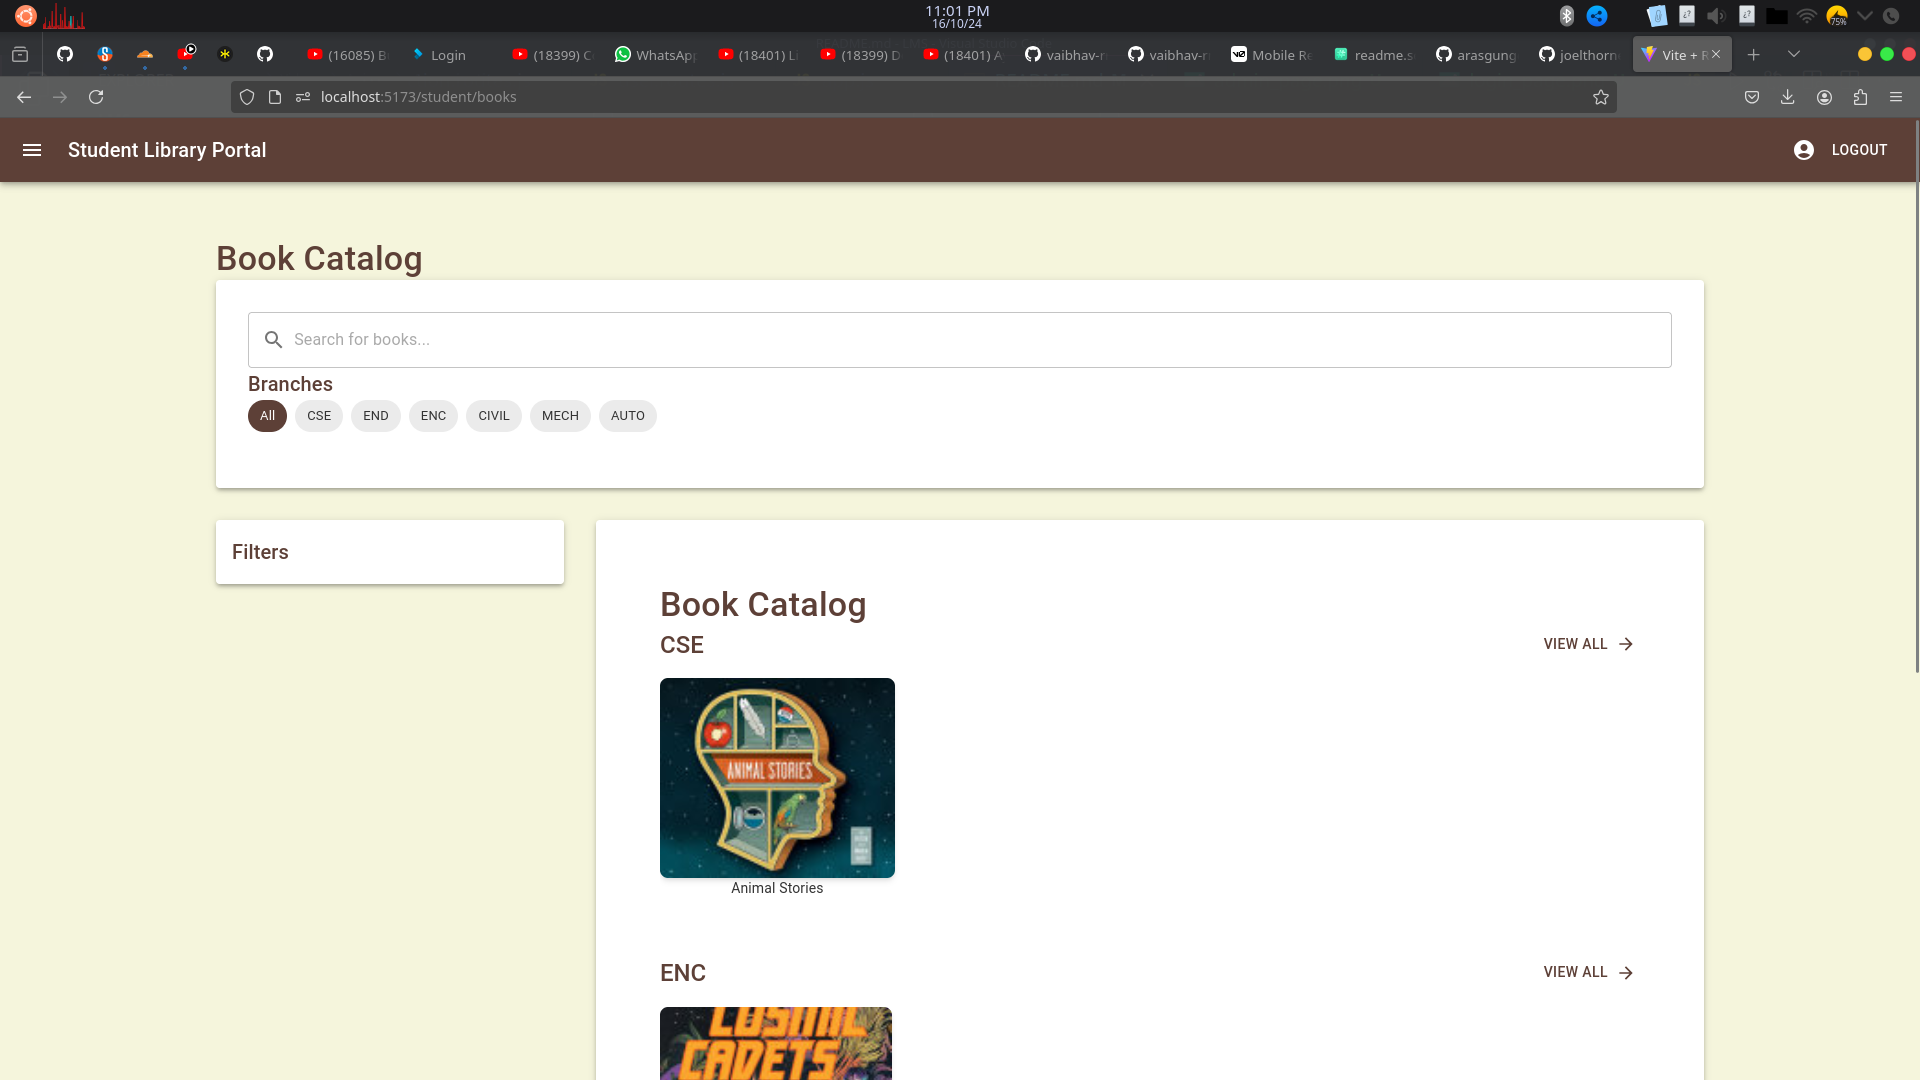 11:01 PM
16/10/24
75%
(16085) B
Login
(18399) C
WhatsApp
(18401) Li
(18399) D
(18401) A
vaibhav-r
vaibhav-r
Mobile Re
readme.s
arasgung
joelthorn
Vite + R
localhost:5173/student/books
Student Library Portal
LOGOUT
Book Catalog
Search for books...
Branches
All CSE END ENC CIVIL MECH AUTO
Filters
Book Catalog
CSE
VIEW ALL
ANIMAL STORIES
Animal Stories
ENC
VIEW ALL
COSMIC
CADETS